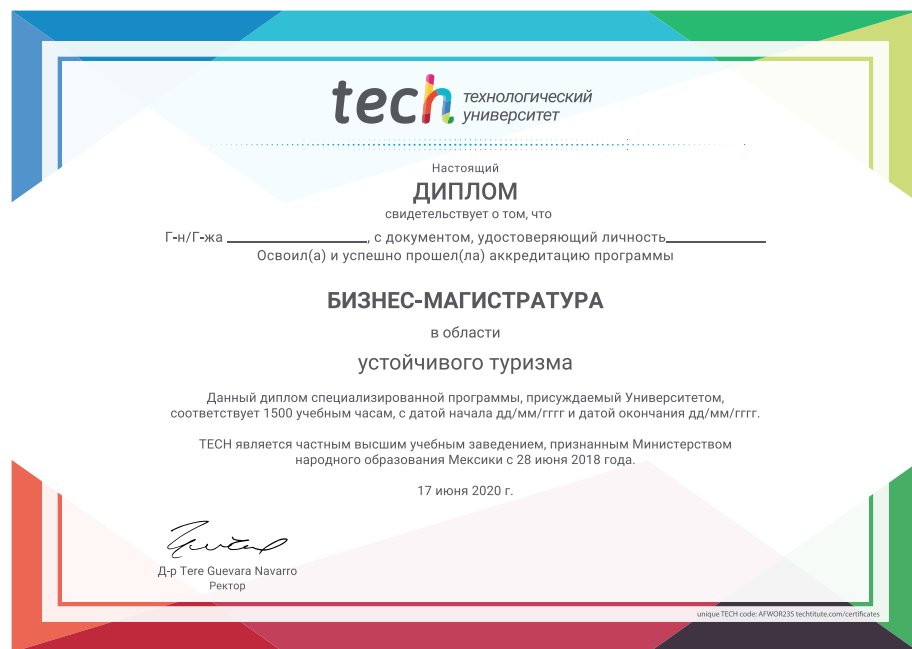 tech технологический
университет
Настоящий
ДИПЛОМ
свидетельствует о том, что
Г-н/Г-жа ____________________, с документом, удостоверяющий личность______________
Освоил(а) и успешно прошел(ла) аккредитацию программы
БИЗНЕС-МАГИСТРАТУРА
в области
устойчивого туризма
Данный диплом специализированной программы, присуждаемый Университетом,
соответствует 1500 учебным часам, с датой начала дд/мм/гггг и датой окончания дд/мм/гггг.
TECH является частным высшим учебным заведением, признанным Министерством
народного образования Мексики с 28 июня 2018 года.
17 июня 2020 г.
Д-р Tere Guevara Navarro
Ректор
unique TECH code: AFWOR23S techtitute.com/certificates